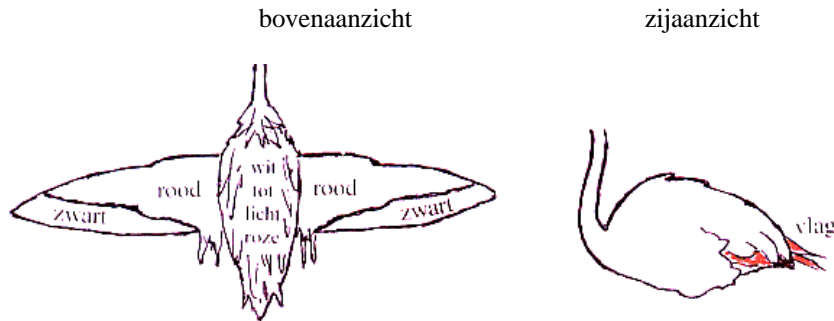 bovenaanzicht
zijaanzicht
rood
wit
tot
licht
roze
rood
zwart
zwart
vlag